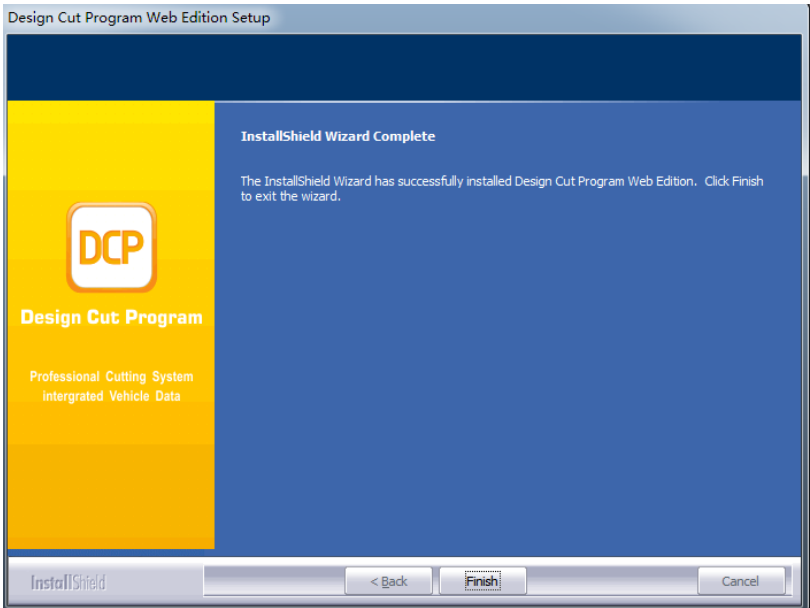 Design Cut Program Web Edition Setup
InstallShield Wizard Complete
The InstallShield Wizard has successfully installed Design Cut Program Web Edition. Click Finish
to exit the wizard.
DCP
Design Cut Program
Professional Cutting System
intergrated Vehicle Data
InstallShield
< Back
Finish
Cancel